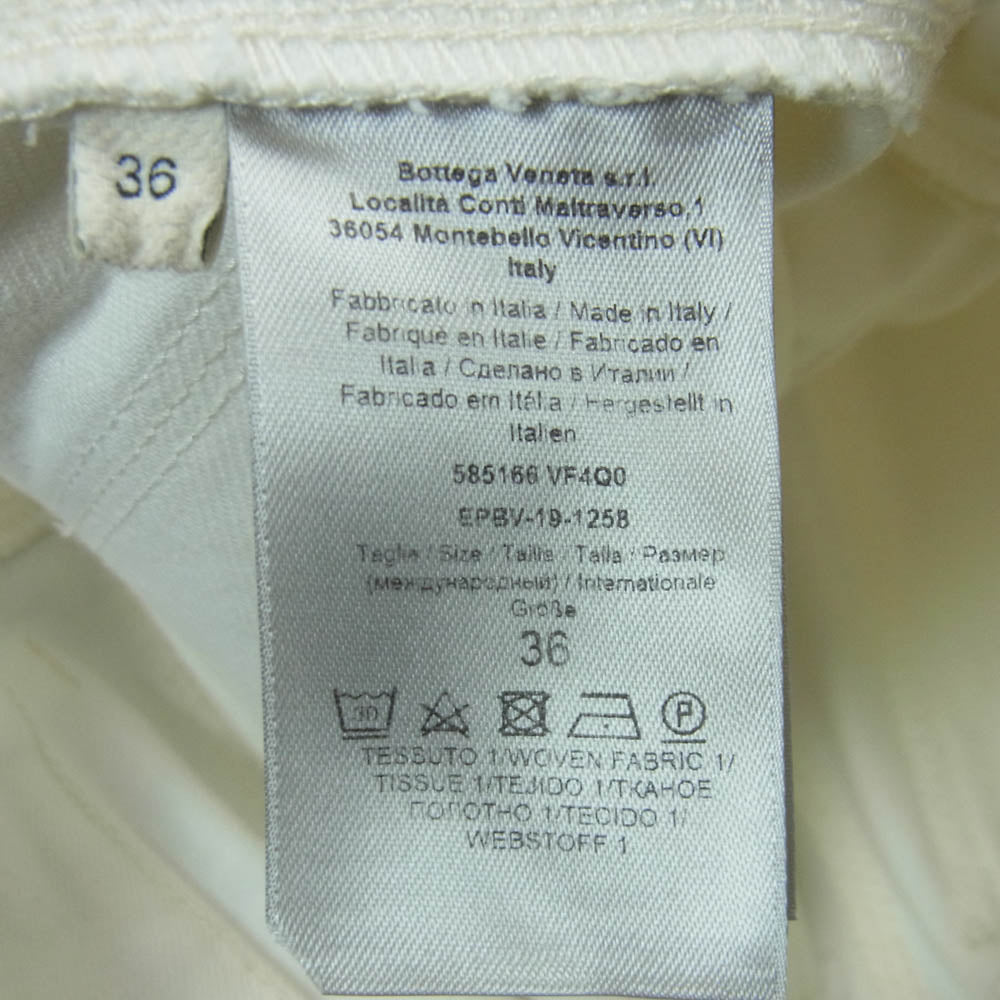 36
Bottega Veneta s.r.l.
Località Conti Maltraverso,1
36054 Montebello Vicentino (VI)
Italy
Fabbricato in Italia / Made in Italy /
Fabriqué en Italie / Fabricado en
Italia / Сделано в Италии /
Fabricado em Itália / Hergestellt in
Italien
585166 VF4Q0
EPBV-19-1258
Taglia / Size / Taille / Talla / Размер
(международный) / Internationale
Größe
36
30
P
TESSUTO 1/WOVEN FABRIC 1/
TISSUE 1/TEJIDO 1/ТКАНОЕ
ПОЛОТНО 1/TECIDO 1/
WEBSTOFF 1